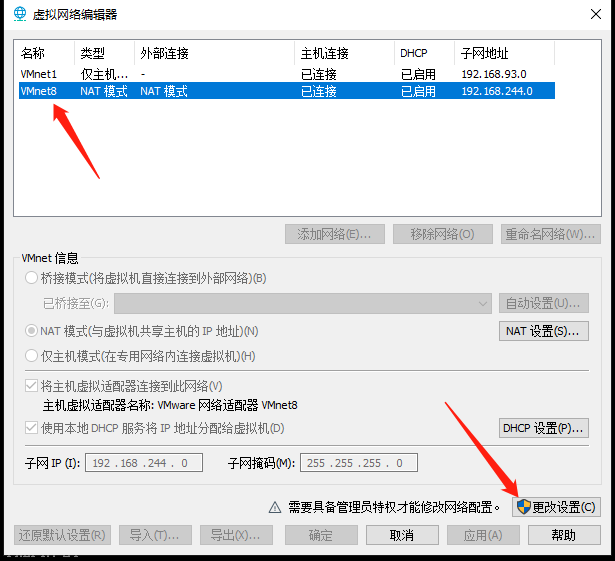 虚拟网络编辑器
名称 类型 外部连接 主机连接 DHCP 子网地址
VMnet1 仅主机... - 已连接 已启用 192.168.93.0
VMnet8 NAT 模式 NAT 模式 已连接 已启用 192.168.244.0
添加网络(E)... 移除网络(O) 重命名网络(W)...
VMnet 信息
桥接模式(将虚拟机直接连接到外部网络)(B)
已桥接至(G): 自动设置(U)...
NAT 模式(与虚拟机共享主机的 IP 地址)(N) NAT 设置(S)...
仅主机模式(在专用网络内连接虚拟机)(H)
将主机虚拟适配器连接到此网络(V)
主机虚拟适配器名称: VMware 网络适配器 VMnet8
使用本地 DHCP 服务将 IP 地址分配给虚拟机(D) DHCP 设置(P)...
子网 IP (I): 192 . 168 . 244 . 0 子网掩码(M): 255 . 255 . 255 . 0
需要具备管理员特权才能修改网络配置。 更改设置(C)
还原默认设置(R) 导入(T)... 导出(X)... 确定 取消 应用(A) 帮助